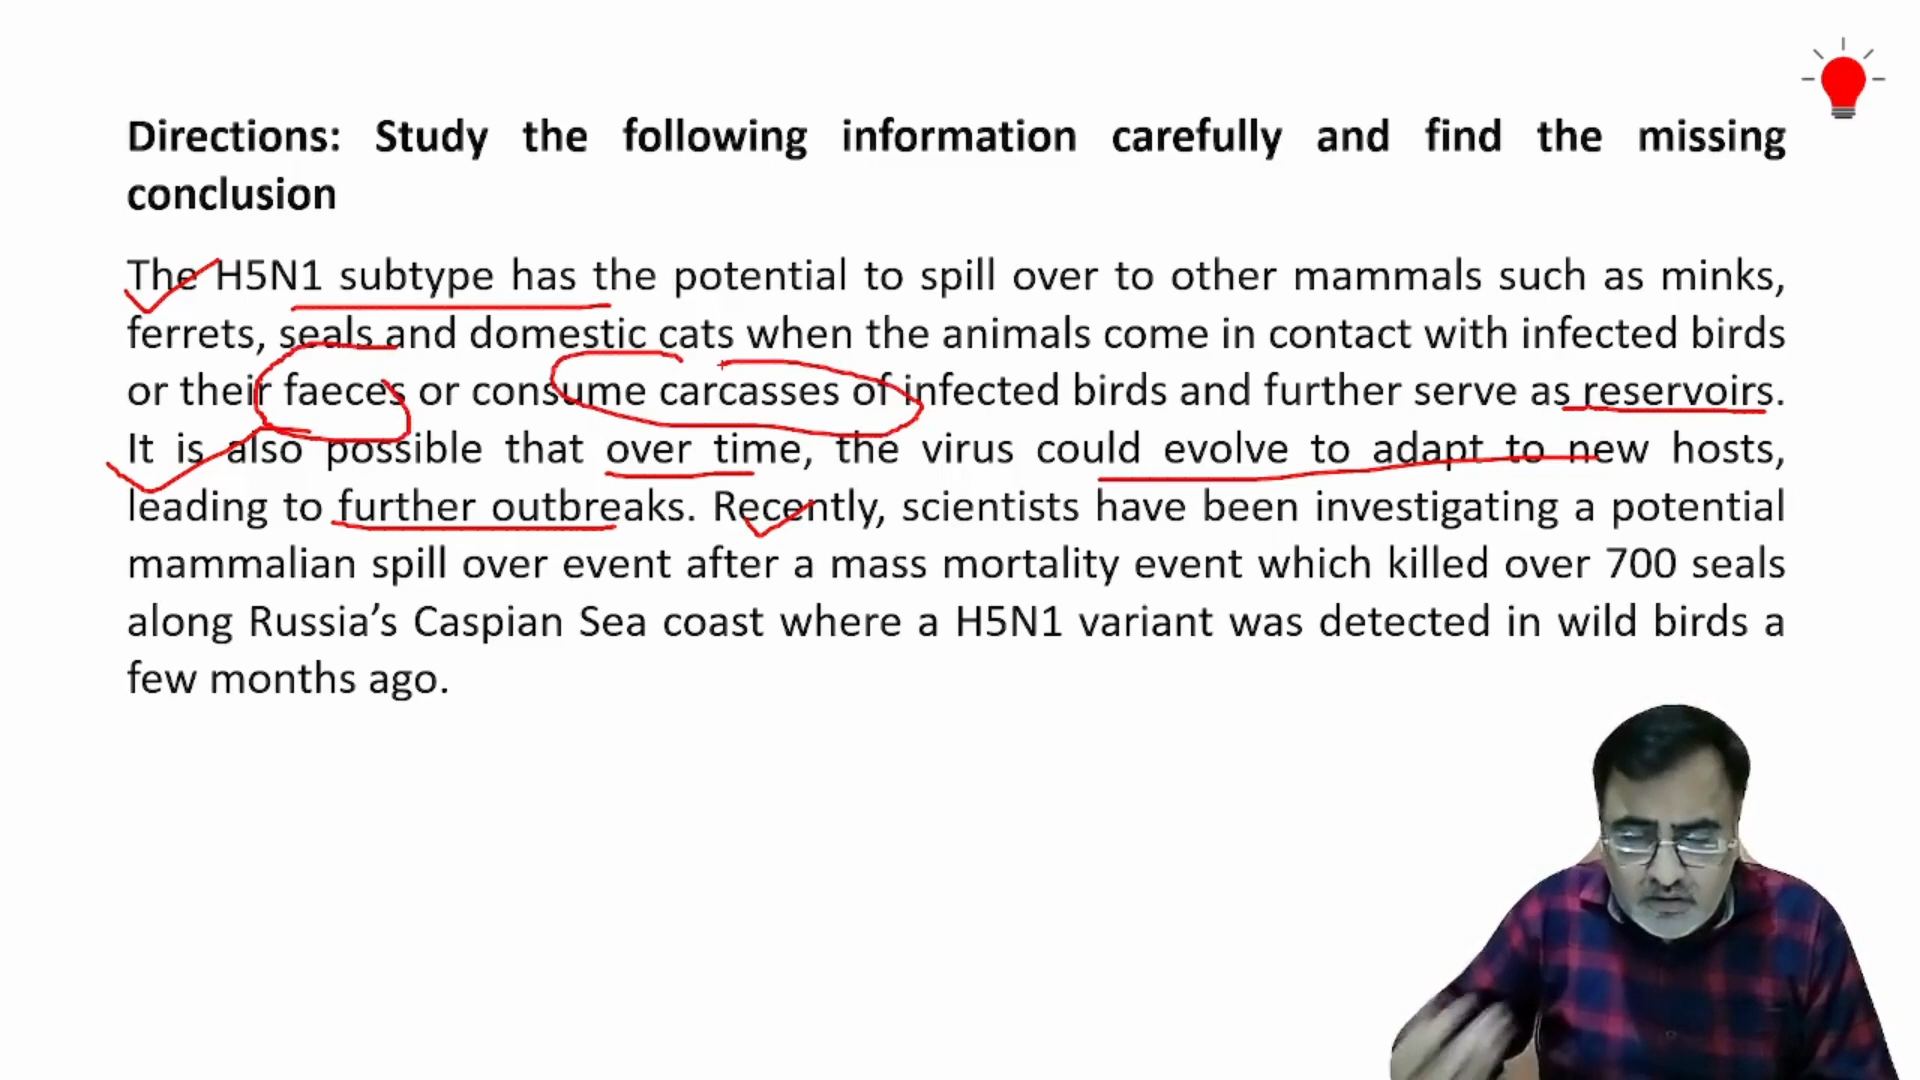 Directions: Study the following information carefully and find the missing
conclusion
The H5N1 subtype has the potential to spill over to other mammals such as minks,
ferrets, seals and domestic cats when the animals come in contact with infected birds
or their faeces or consume carcasses of infected birds and further serve as reservoirs.
It is also possible that over time, the virus could evolve to adapt to new hosts,
leading to further outbreaks. Recently, scientists have been investigating a potential
mammalian spill over event after a mass mortality event which killed over 700 seals
along Russia’s Caspian Sea coast where a H5N1 variant was detected in wild birds a
few months ago.